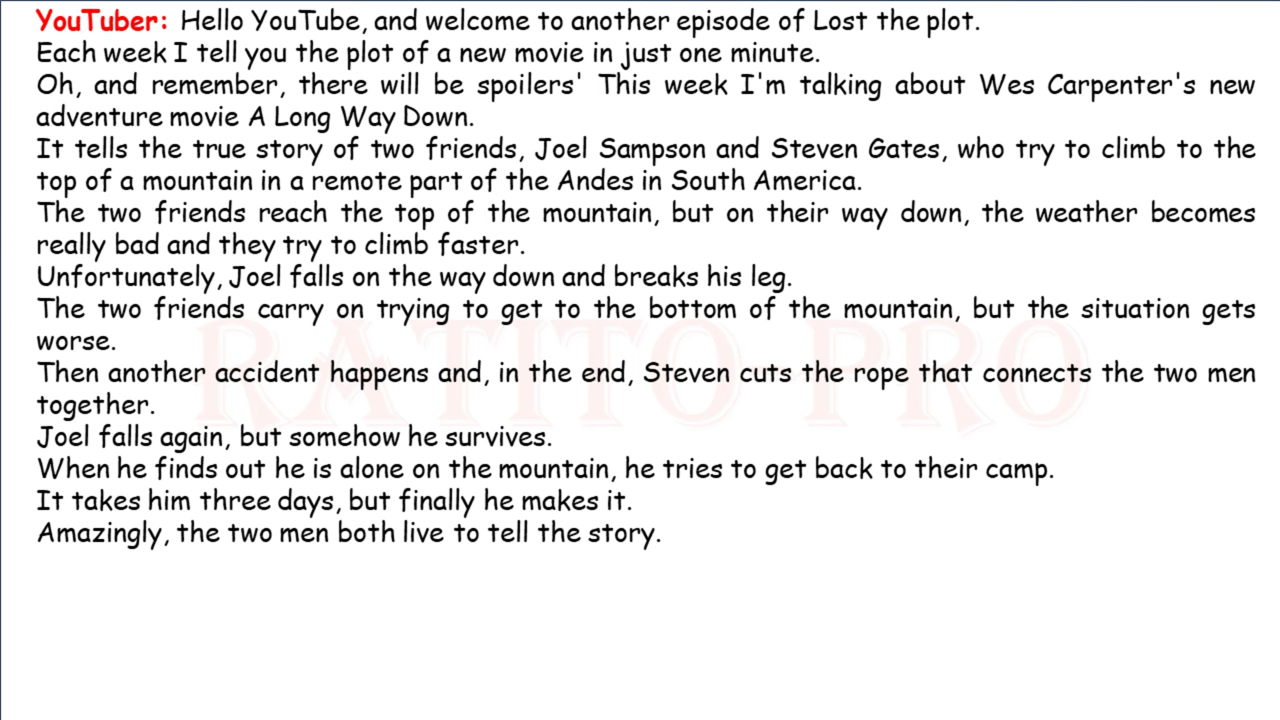 YouTuber: Hello YouTube, and welcome to another episode of Lost the plot.
Each week I tell you the plot of a new movie in just one minute.
Oh, and remember, there will be spoilers' This week I'm talking about Wes Carpenter's new
adventure movie A Long Way Down.
It tells the true story of two friends, Joel Sampson and Steven Gates, who try to climb to the
top of a mountain in a remote part of the Andes in South America.
The two friends reach the top of the mountain, but on their way down, the weather becomes
really bad and they try to climb faster.
Unfortunately, Joel falls on the way down and breaks his leg.
The two friends carry on trying to get to the bottom of the mountain, but the situation gets
worse.
Then another accident happens and, in the end, Steven cuts the rope that connects the two men
together.
Joel falls again, but somehow he survives.
When he finds out he is alone on the mountain, he tries to get back to their camp.
It takes him three days, but finally he makes it.
Amazingly, the two men both live to tell the story.
RATITO PRO